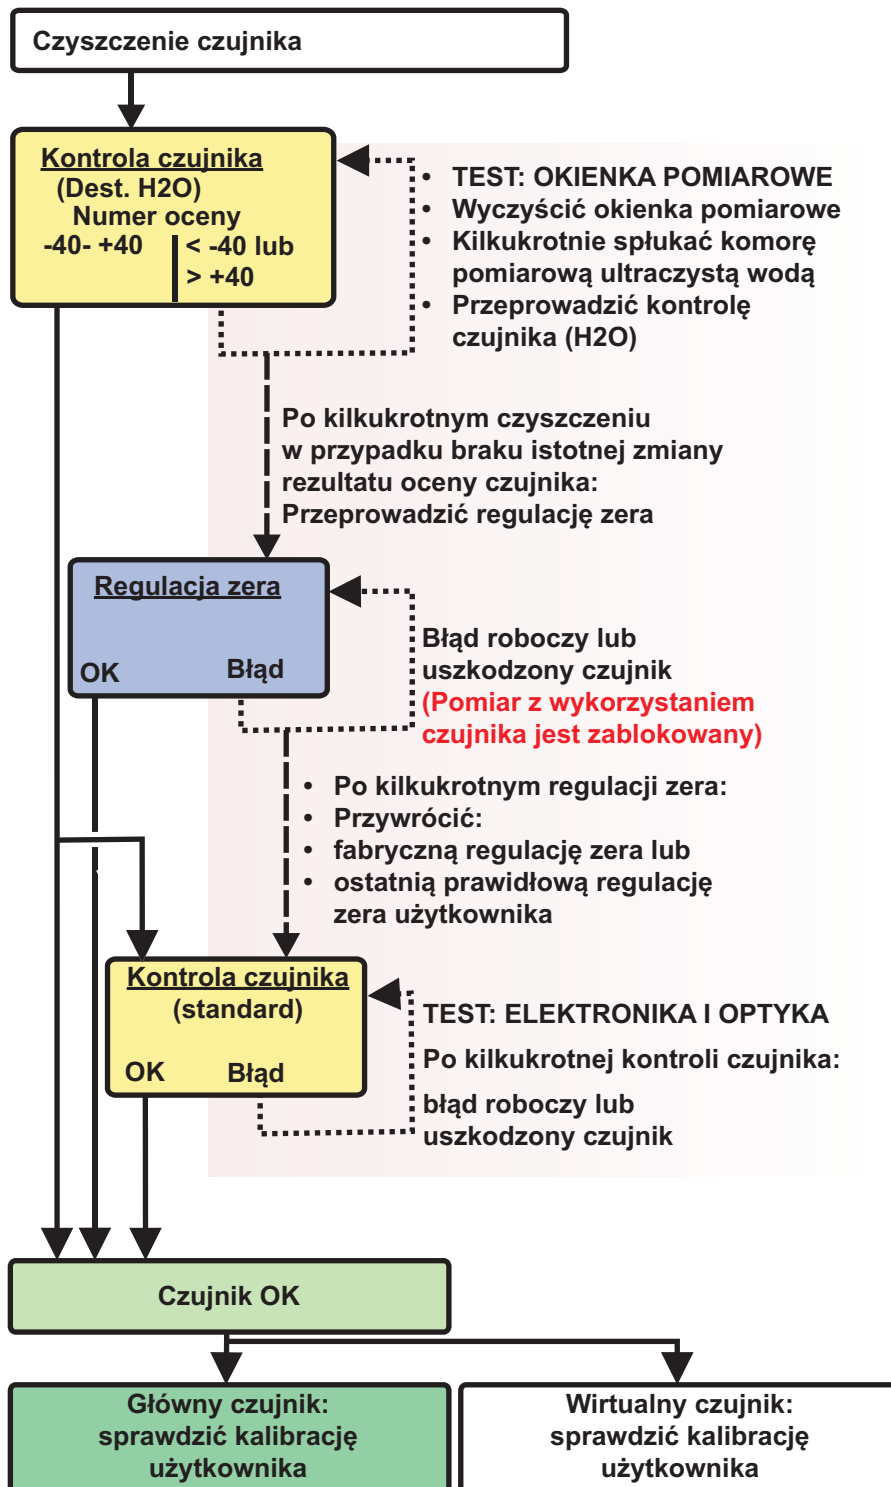 Czyszczenie czujnika
Kontrola czujnika
(Dest. H2O)
Numer oceny
-40- +40
< -40 lub
> +40
• TEST: OKIENKA POMIAROWE
• Wyczyścić okienka pomiarowe
• Kilkukrotnie spłukać komorę
pomiarową ultraczystą wodą
• Przeprowadzić kontrolę
czujnika (H2O)
Po kilkukrotnym czyszczeniu
w przypadku braku istotnej zmiany
rezultatu oceny czujnika:
Przeprowadzić regulację zera
Regulacja zera
OK
Błąd
Błąd roboczy lub
uszkodzony czujnik
(Pomiar z wykorzystaniem
czujnika jest zablokowany)
• Po kilkukrotnym regulacji zera:
• Przywrócić:
• fabryczną regulację zera lub
• ostatnią prawidłową regulację
zera użytkownika
Kontrola czujnika
(standard)
OK
Błąd
TEST: ELEKTRONIKA I OPTYKA
Po kilkukrotnej kontroli czujnika:
błąd roboczy lub
uszkodzony czujnik
Czujnik OK
Główny czujnik:
sprawdzić kalibrację
użytkownika
Wirtualny czujnik:
sprawdzić kalibrację
użytkownika